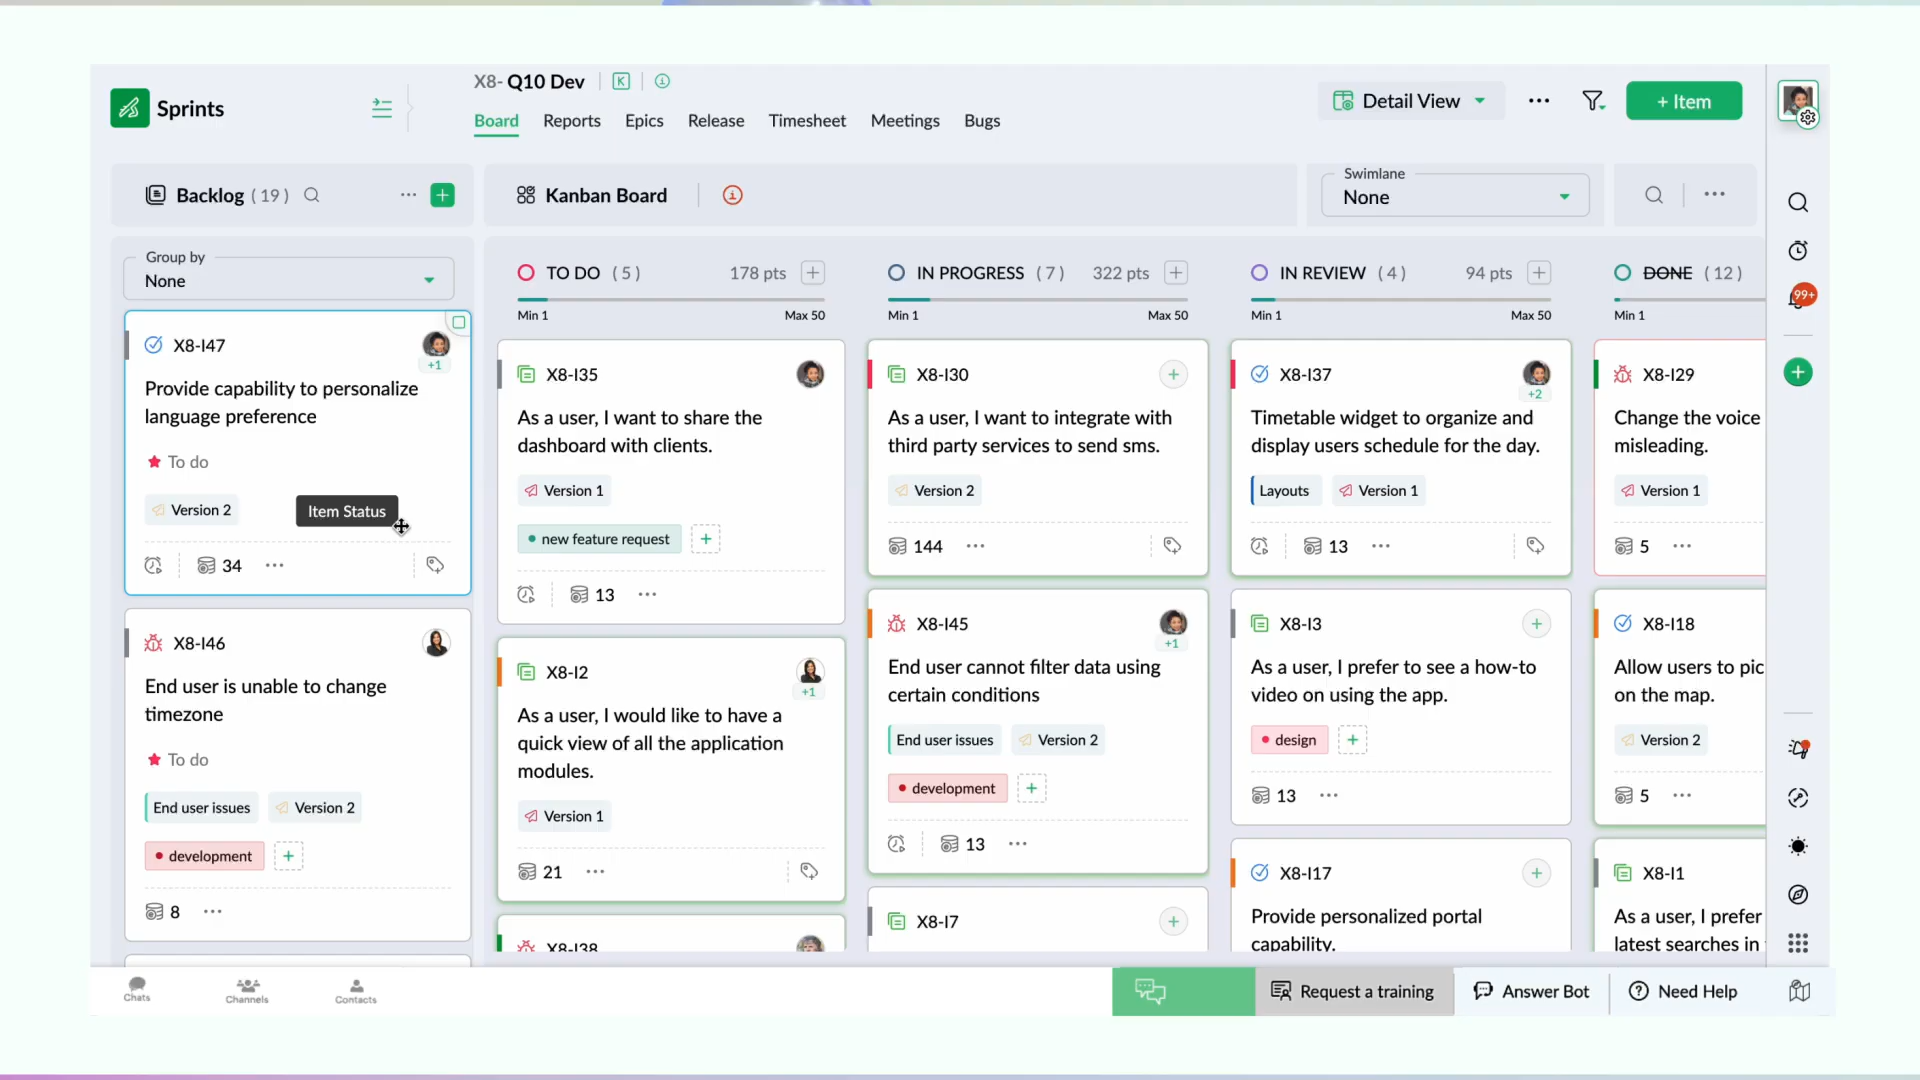 Sprints
X8- Q10 Dev
K
Board Reports Epics Release Timesheet Meetings Bugs
Detail View
+ Item
Backlog (19)
Kanban Board
Swimlane
None
Group by
None
X8-I47
+1
Provide capability to personalize
language preference
To do
Version 2
Item Status
34
X8-I46
End user is unable to change
timezone
To do
End user issues Version 2
development +
8
TO DO (5) 178 pts
Min 1 Max 50
X8-I35
As a user, I want to share the
dashboard with clients.
Version 1
new feature request +
13
X8-I2
+1
As a user, I would like to have a
quick view of all the application
modules.
Version 1
21
X8-I38
IN PROGRESS (7) 322 pts
Min 1 Max 50
X8-I30
As a user, I want to integrate with
third party services to send sms.
Version 2
144
X8-I45
+1
End user cannot filter data using
certain conditions
End user issues Version 2
development +
13
X8-I7
IN REVIEW (4) 94 pts
Min 1 Max 50
X8-I37
+2
Timetable widget to organize and
display users schedule for the day.
Layouts Version 1
13
X8-I3
As a user, I prefer to see a how-to
video on using the app.
design +
13
X8-I17
Provide personalized portal
capability.
DONE (12)
Min 1
X8-I29
Change the voice
misleading.
Version 1
5
X8-I18
Allow users to pic
on the map.
Version 2
5
X8-I1
As a user, I prefer
latest searches in
99+
Chats Channels Contacts
Request a training Answer Bot Need Help